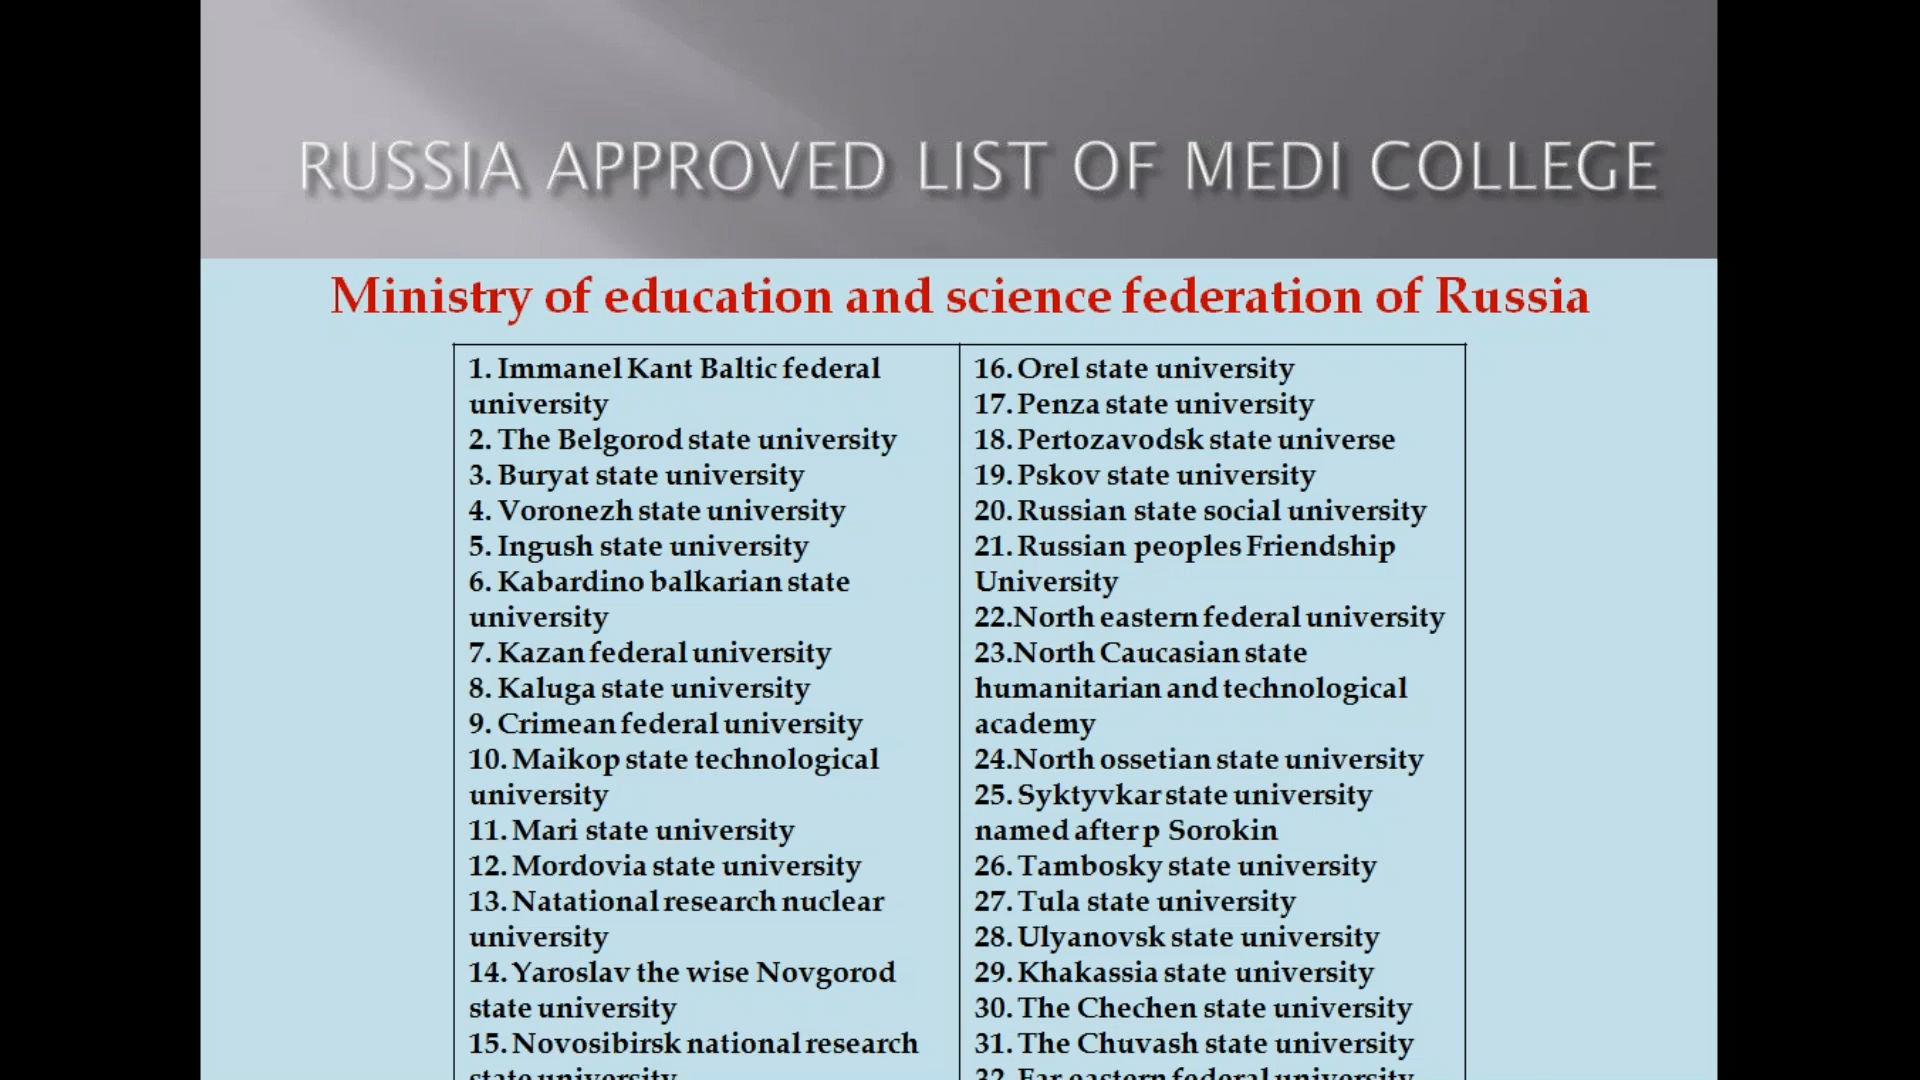 RUSSIA APPROVED LIST OF MEDI COLLEGE
Ministry of education and science federation of Russia
1. Immanel Kant Baltic federal
university
2. The Belgorod state university
3. Buryat state university
4. Voronezh state university
5. Ingush state university
6. Kabardino balkarian state
university
7. Kazan federal university
8. Kaluga state university
9. Crimean federal university
10. Maikop state technological
university
11. Mari state university
12. Mordovia state university
13. Natational research nuclear
university
14. Yaroslav the wise Novgorod
state university
15. Novosibirsk national research
state university
16. Orel state university
17. Penza state university
18. Pertozavodsk state universe
19. Pskov state university
20. Russian state social university
21. Russian peoples Friendship
University
22.North eastern federal university
23.North Caucasian state
humanitarian and technological
academy
24.North ossetian state university
25. Syktyvkar state university
named after p Sorokin
26. Tambosky state university
27. Tula state university
28. Ulyanovsk state university
29. Khakassia state university
30. The Chechen state university
31. The Chuvash state university
32. Far eastern federal university